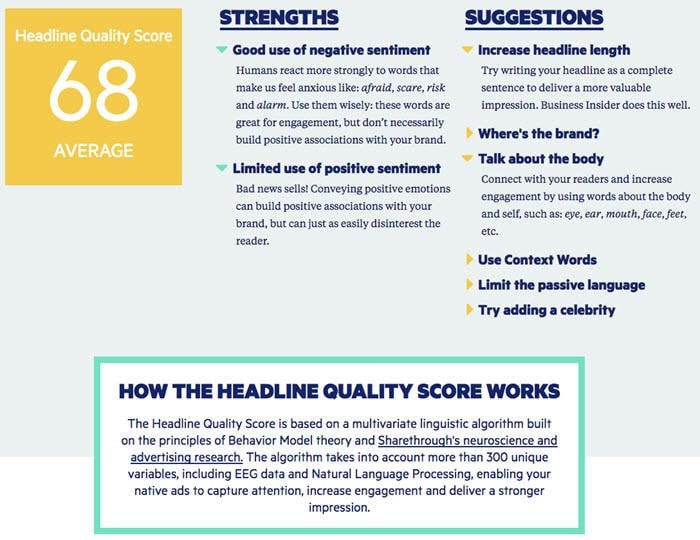 Headline Quality Score
68
AVERAGE
STRENGTHS
Good use of negative sentiment
Humans react more strongly to words that
make us feel anxious like: afraid, scare, risk
and alarm. Use them wisely: these words are
great for engagement, but don't necessarily
build positive associations with your brand.
Limited use of positive sentiment
Bad news sells! Conveying positive emotions
can build positive associations with your
brand, but can just as easily disinterest the
reader.
SUGGESTIONS
Increase headline length
Try writing your headline as a complete
sentence to deliver a more valuable
impression. Business Insider does this well.
Where's the brand?
Talk about the body
Connect with your readers and increase
engagement by using words about the body
and self, such as: eye, ear, mouth, face, feet,
etc.
Use Context Words
Limit the passive language
Try adding a celebrity
HOW THE HEADLINE QUALITY SCORE WORKS
The Headline Quality Score is based on a multivariate linguistic algorithm built
on the principles of Behavior Model theory and Sharethrough's neuroscience and
advertising research. The algorithm takes into account more than 300 unique
variables, including EEG data and Natural Language Processing, enabling your
native ads to capture attention, increase engagement and deliver a stronger
impression.